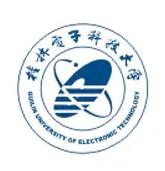 桂林电子科技大学
GUILIN UNIVERSITY OF ELECTRONIC TECHNOLOGY